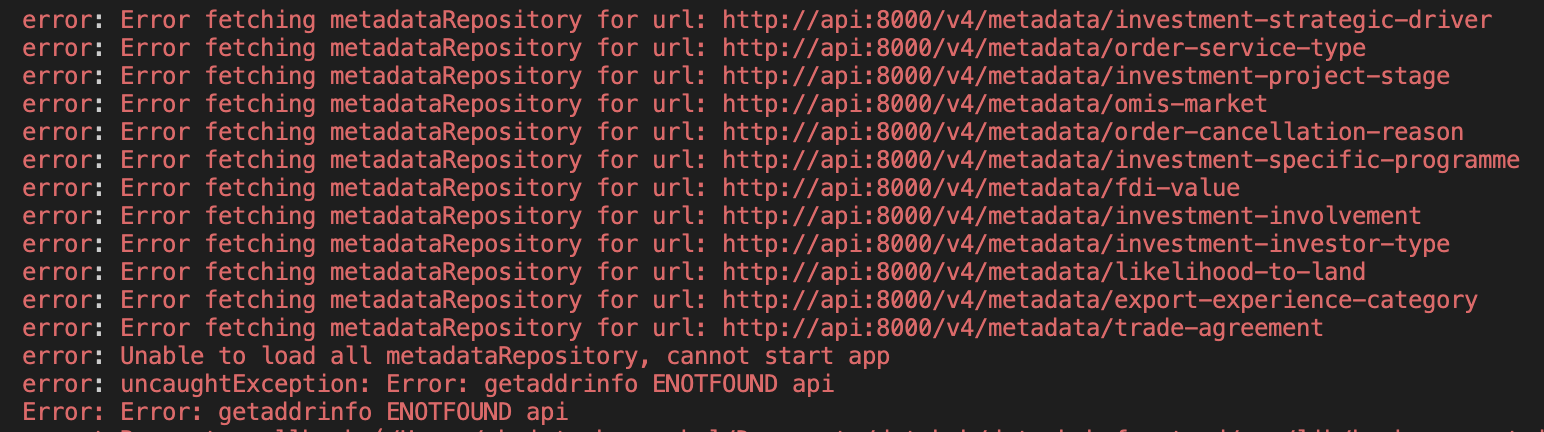 error: Error fetching metadataRepository for url: http://api:8000/v4/metadata/investment-strategic-driver
error: Error fetching metadataRepository for url: http://api:8000/v4/metadata/order-service-type
error: Error fetching metadataRepository for url: http://api:8000/v4/metadata/investment-project-stage
error: Error fetching metadataRepository for url: http://api:8000/v4/metadata/omis-market
error: Error fetching metadataRepository for url: http://api:8000/v4/metadata/order-cancellation-reason
error: Error fetching metadataRepository for url: http://api:8000/v4/metadata/investment-specific-programme
error: Error fetching metadataRepository for url: http://api:8000/v4/metadata/fdi-value
error: Error fetching metadataRepository for url: http://api:8000/v4/metadata/investment-involvement
error: Error fetching metadataRepository for url: http://api:8000/v4/metadata/investment-investor-type
error: Error fetching metadataRepository for url: http://api:8000/v4/metadata/likelihood-to-land
error: Error fetching metadataRepository for url: http://api:8000/v4/metadata/export-experience-category
error: Error fetching metadataRepository for url: http://api:8000/v4/metadata/trade-agreement
error: Unable to load all metadataRepository, cannot start app
error: uncaughtException: Error: getaddrinfo ENOTFOUND api
Error: Error: getaddrinfo ENOTFOUND api